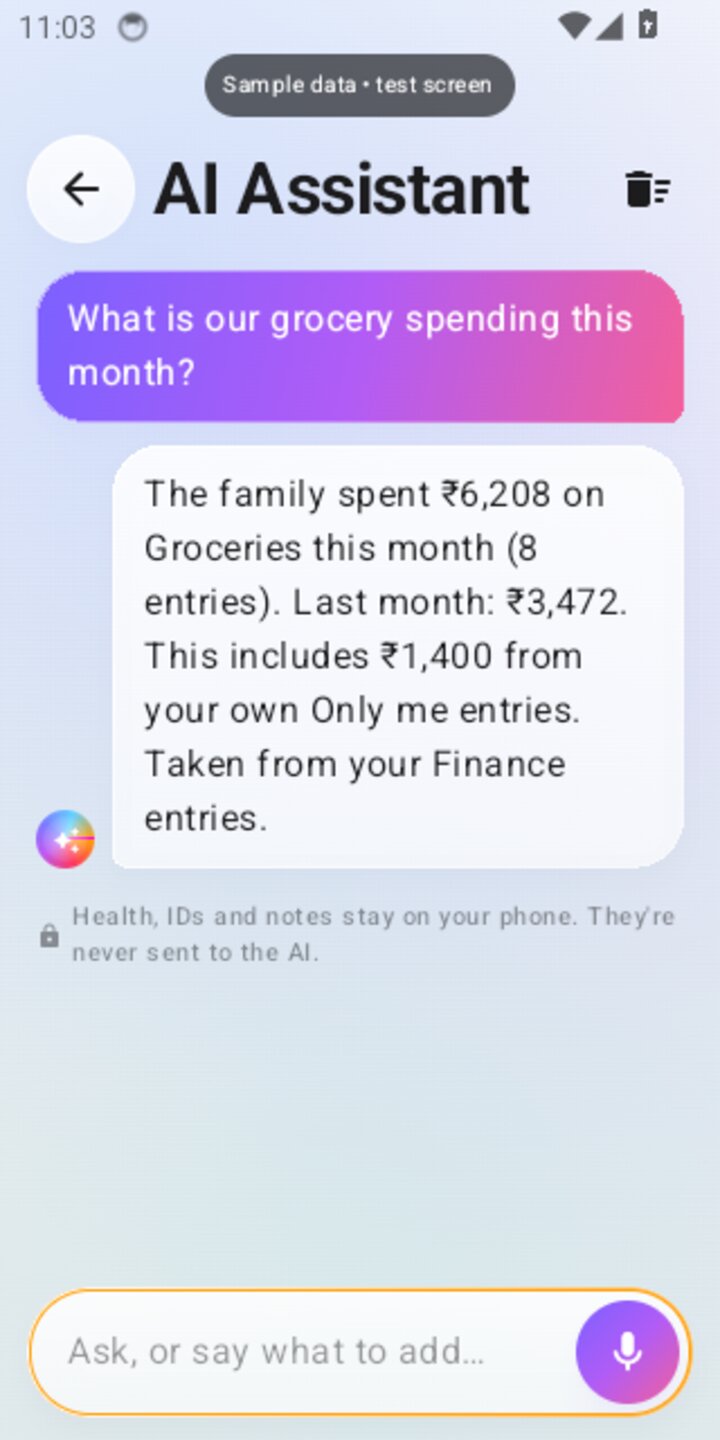 11:03
Sample data • test screen
AI Assistant
What is our grocery spending this
month?
The family spent ₹6,208 on
Groceries this month (8
entries). Last month: ₹3,472.
This includes ₹1,400 from
your own Only me entries.
Taken from your Finance
entries.
Health, IDs and notes stay on your phone. They're
never sent to the AI.
Ask, or say what to add...